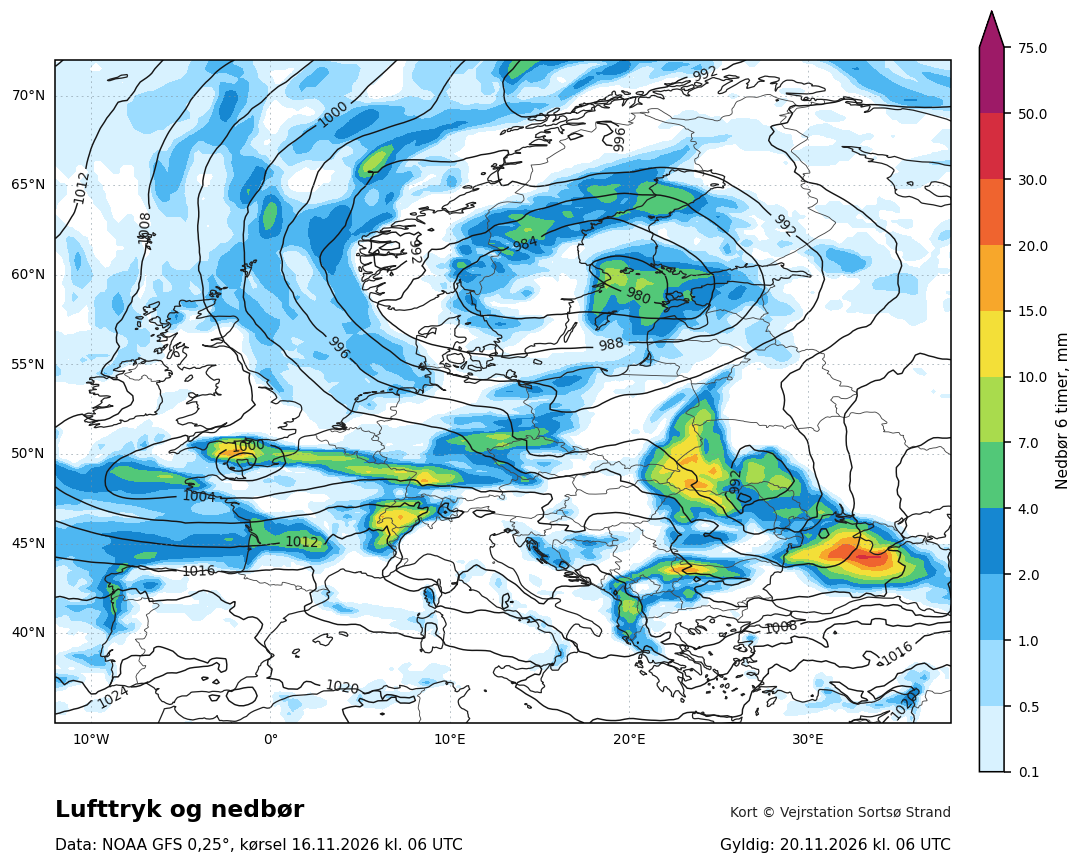 992
1000
996
1012
1008
992
992
984
980
996
988
1000
992
1004
1012
1016
1008
1016
1024
1020
1020
70°N
65°N
60°N
55°N
50°N
45°N
40°N
10°W
0°
10°E
20°E
30°E
75.0
50.0
30.0
20.0
15.0
10.0
7.0
4.0
2.0
1.0
0.5
0.1
Nedbør 6 timer, mm
Lufttryk og nedbør
Kort © Vejrstation Sortsø Strand
Data: NOAA GFS 0,25°, kørsel 16.11.2026 kl. 06 UTC
Gyldig: 20.11.2026 kl. 06 UTC